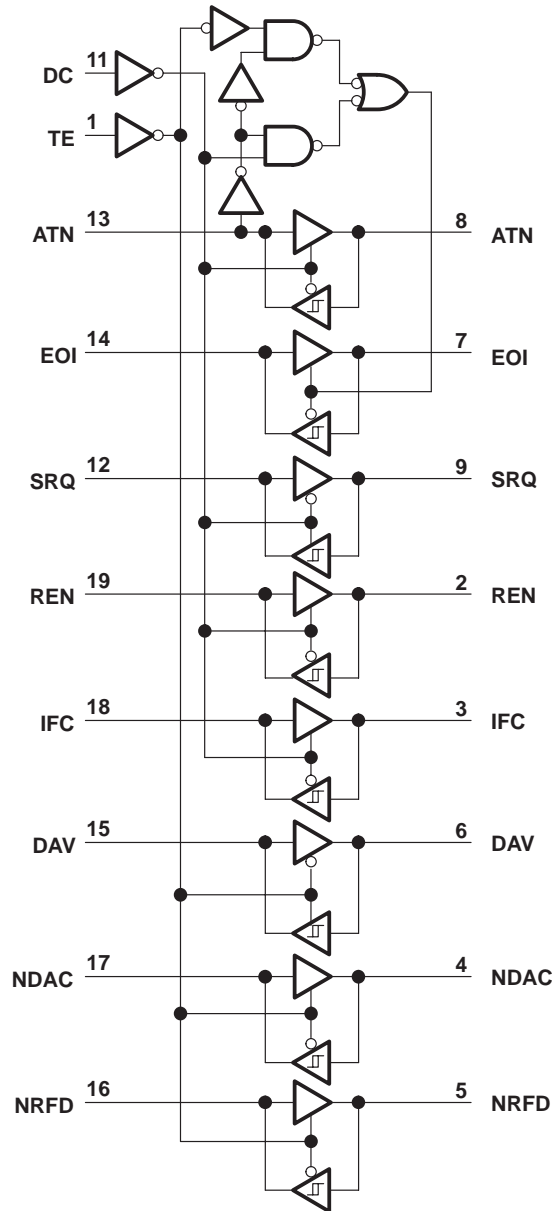 DC 11
TE 1
ATN 13 8 ATN
EOI 14 7 EOI
SRQ 12 9 SRQ
REN 19 2 REN
IFC 18 3 IFC
DAV 15 6 DAV
NDAC 17 4 NDAC
NRFD 16 5 NRFD